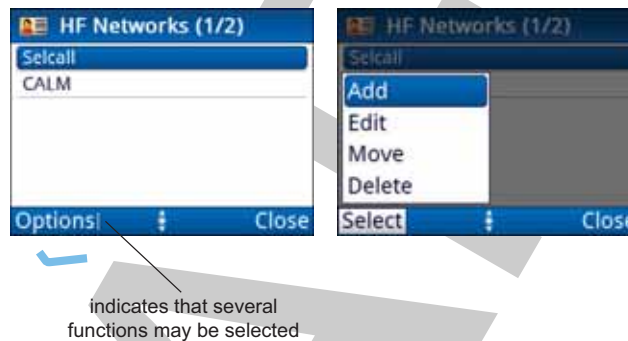 HF Networks (1/2)
Selcall
CALM
Options
Close
HF Networks (1/2)
Selcall
Add
Edit
Move
Delete
Select
Close
indicates that several
functions may be selected